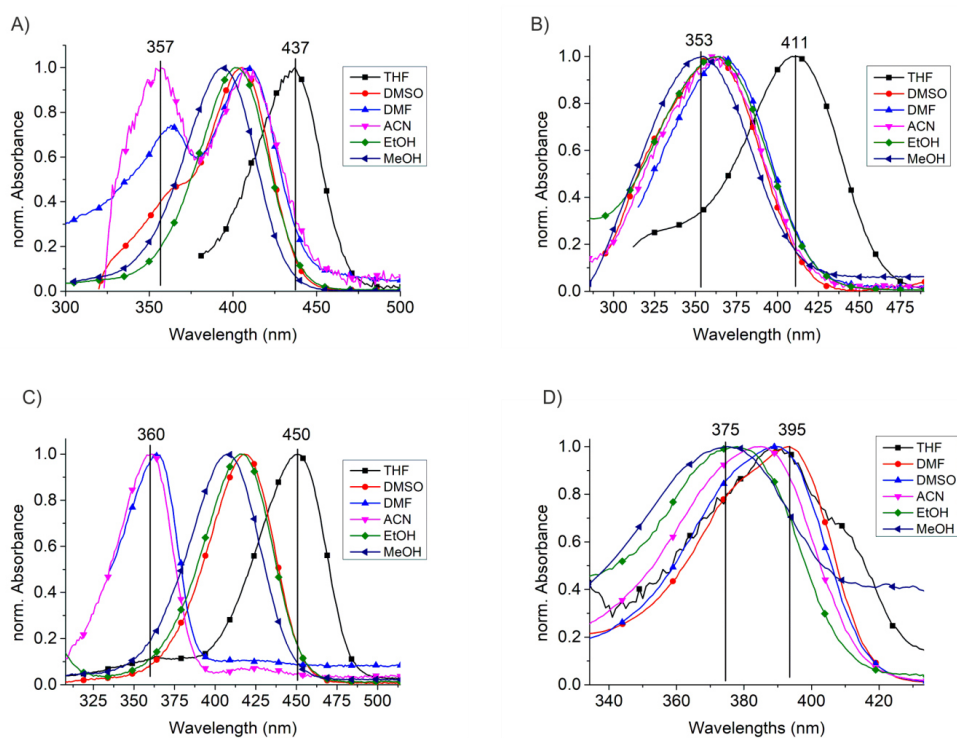 A)
357
437
THF
DMSO
DMF
ACN
EtOH
MeOH
norm. Absorbance
1.0
0.8
0.6
0.4
0.2
0.0
300
350
400
450
500
Wavelength (nm)
B)
353
411
THF
DMSO
DMF
ACN
EtOH
MeOH
norm. Absorbance
1.0
0.8
0.6
0.4
0.2
0.0
300
325
350
375
400
425
450
475
Wavelength (nm)
C)
360
450
THF
DMSO
DMF
ACN
EtOH
MeOH
norm. Absorbance
1.0
0.8
0.6
0.4
0.2
0.0
325
350
375
400
425
450
475
500
Wavelength (nm)
D)
375
395
THF
DMF
DMSO
ACN
EtOH
MeOH
norm. Absorbance
1.0
0.8
0.6
0.4
0.2
0.0
340
360
380
400
420
Wavelengths (nm)